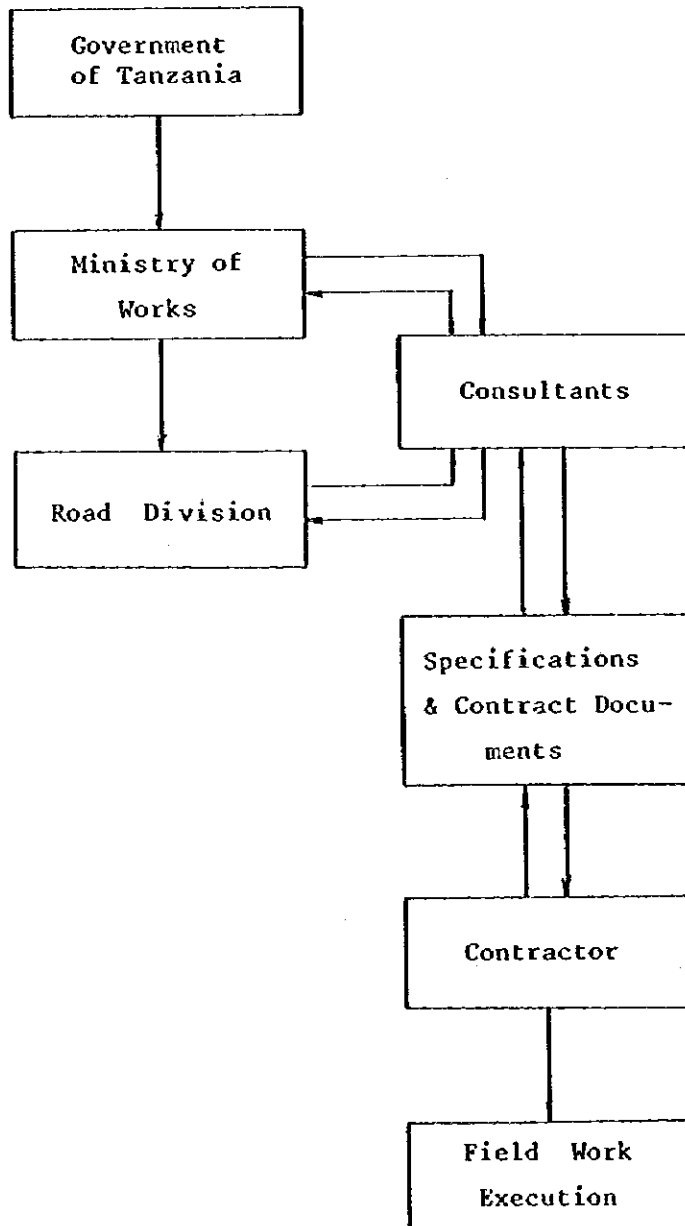 Government
of Tanzania
Ministry of
Works
Consultants
Road Division
Specifications
& Contract Docu-
ments
Contractor
Field Work
Execution